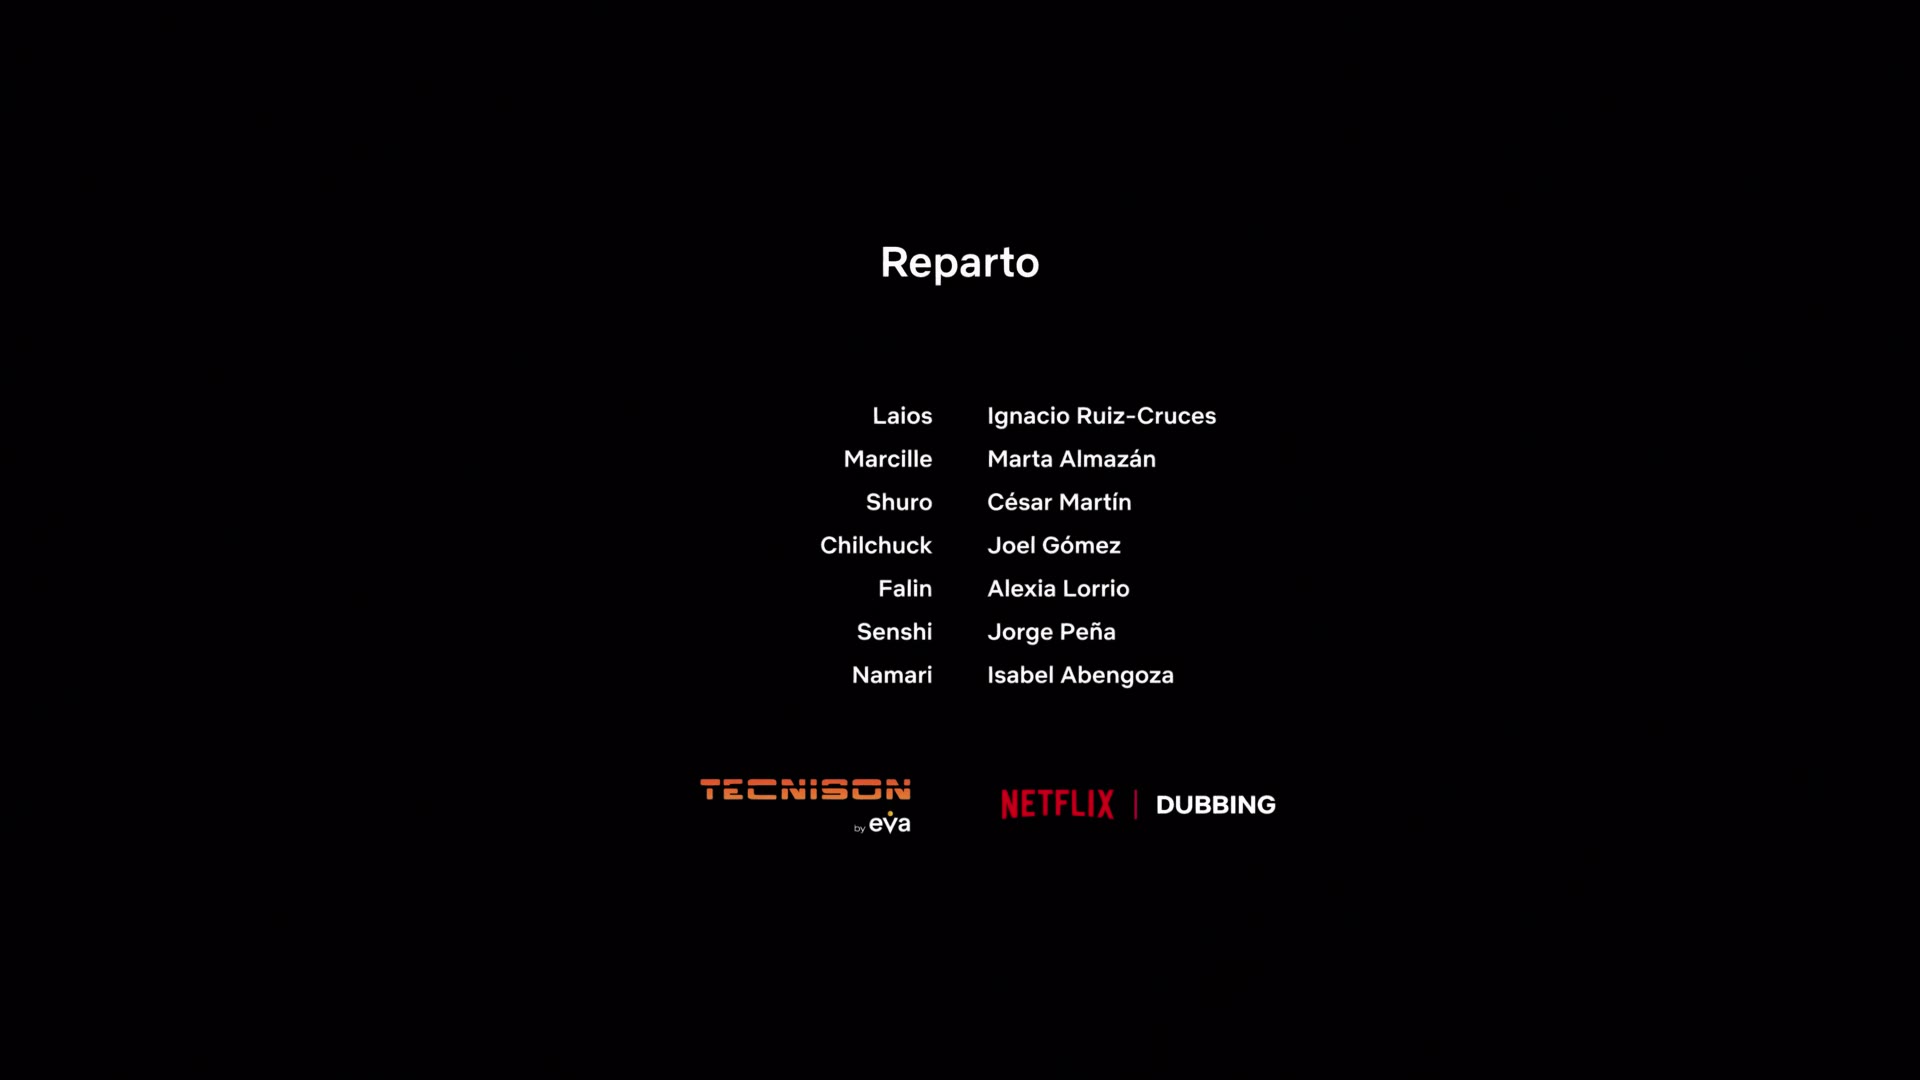 Reparto
Laios Ignacio Ruiz-Cruces
Marcille Marta Almazán
Shuro César Martín
Chilchuck Joel Gómez
Falin Alexia Lorrio
Senshi Jorge Peña
Namari Isabel Abengoza
TECNISON
by eva
NETFLIX | DUBBING